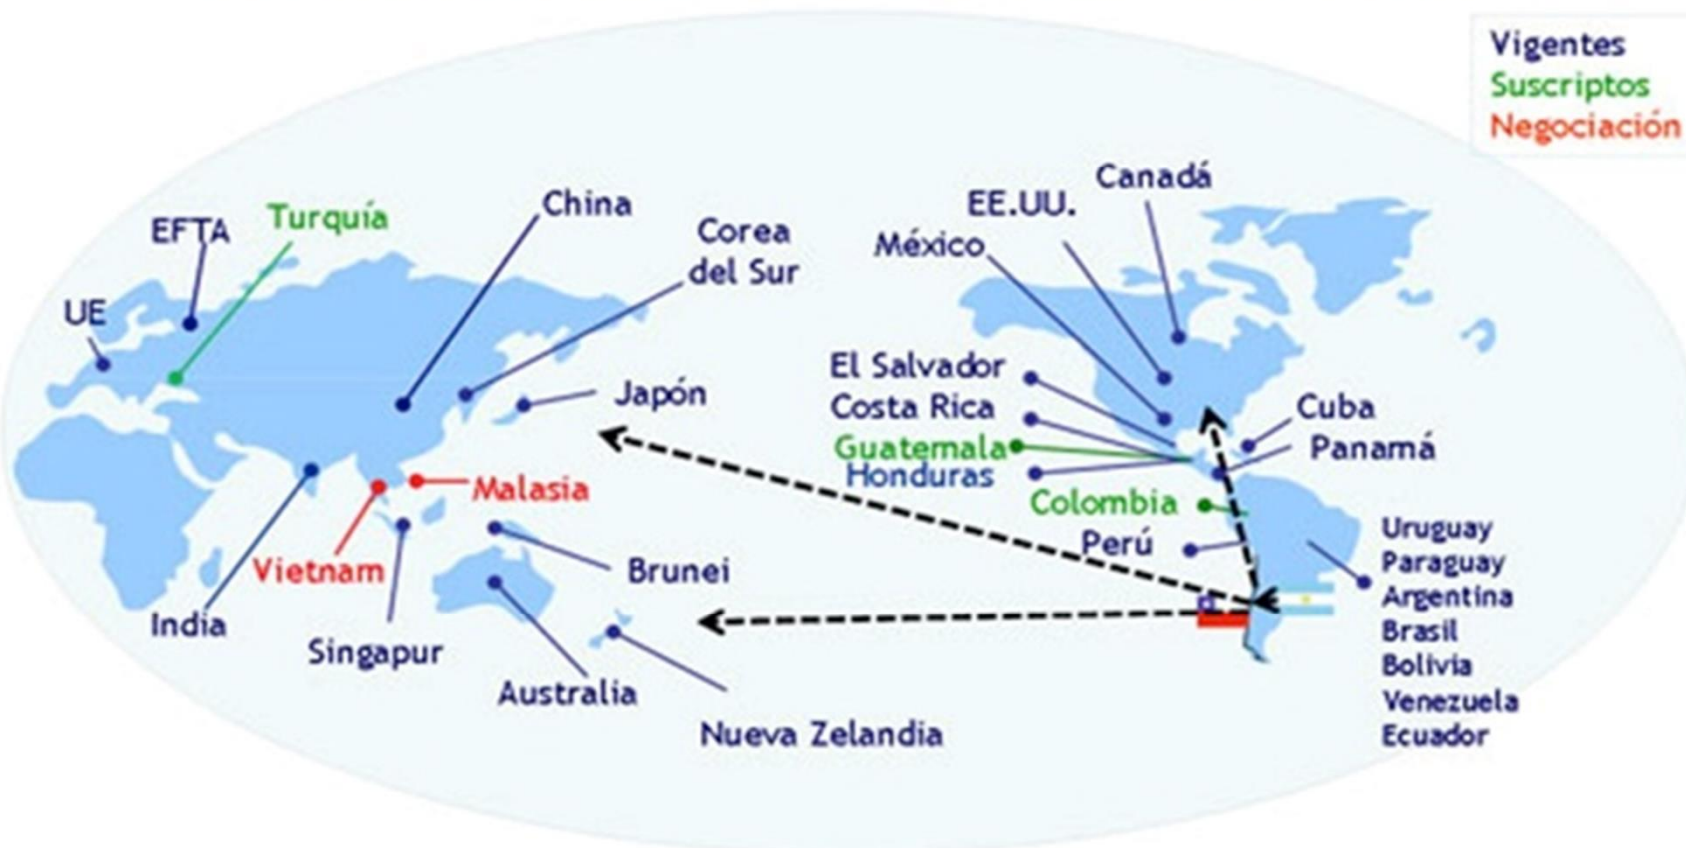 Vigentes
Suscriptos
Negociación
Canadá
EE.UU.
México
China
Turquía
EFTA
Corea
del Sur
UE
El Salvador
Japón
Costa Rica
Cuba
Guatemala
Panamá
Honduras
Malasia
Colombia
Perú
Vietnam
Brunei
India
Singapur
Australia
Nueva Zelandia
Uruguay
Paraguay
Argentina
Brasil
Bolivia
Venezuela
Ecuador